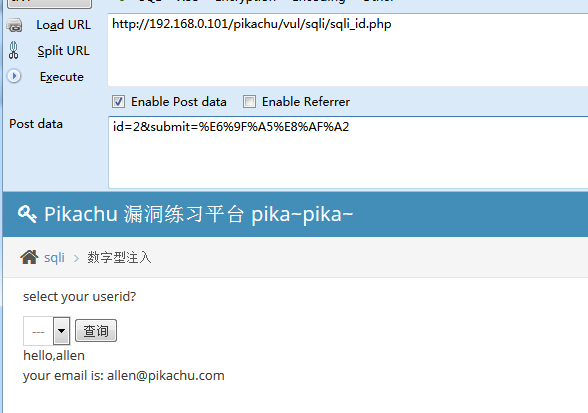 Load URL
http://192.168.0.101/pikachu/vul/sqli/sqli_id.php
Split URL
Execute
Enable Post data Enable Referrer
Post data
id=2&submit=%E6%9F%A5%E8%AF%A2
Pikachu 漏洞练习平台 pika~pika~
sqli > 数字型注入
select your userid?
--- 查询
hello,allen
your email is: allen@pikachu.com